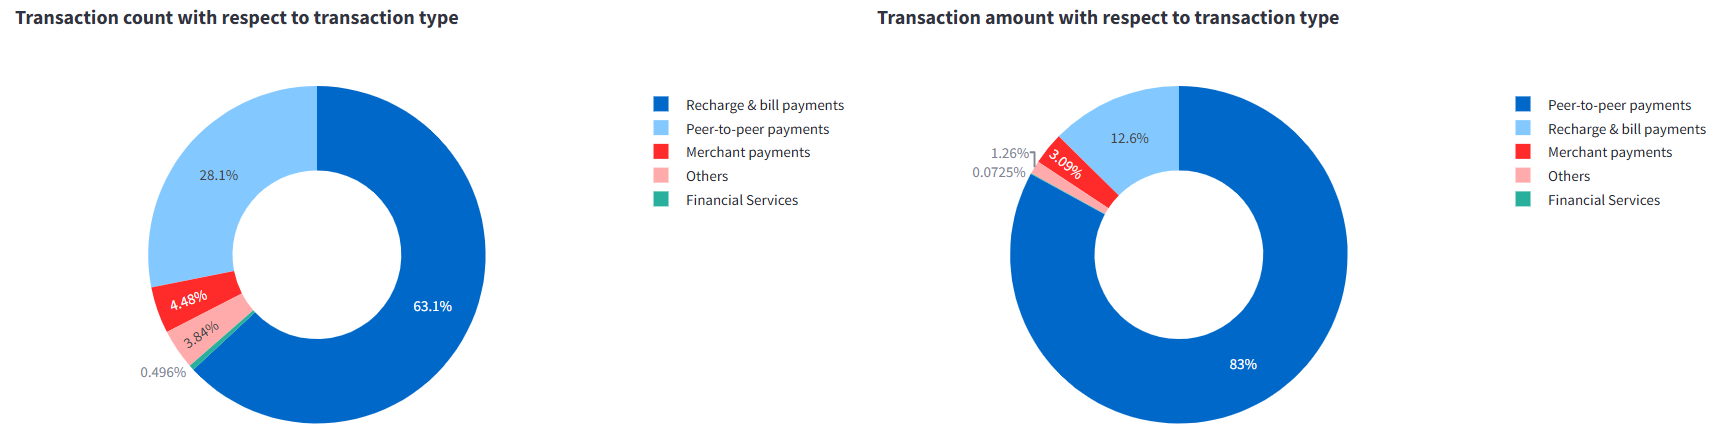 Transaction count with respect to transaction type
28.1%
4.48%
3.84%
0.496%
63.1%
Recharge & bill payments
Peer-to-peer payments
Merchant payments
Others
Financial Services
Transaction amount with respect to transaction type
12.6%
3.09%
1.26%
0.0725%
83%
Peer-to-peer payments
Recharge & bill payments
Merchant payments
Others
Financial Services